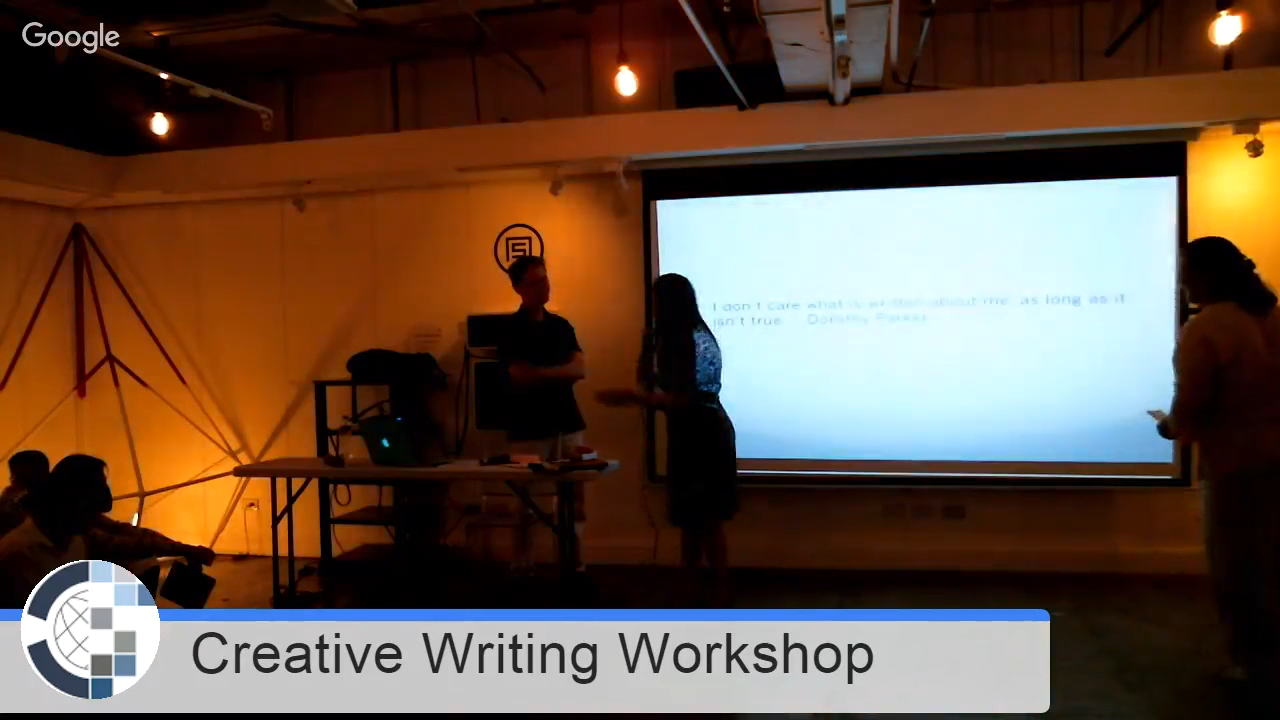 Google
I don't care what is written about me, as long as it
isn't true. Dorothy Parker
Creative Writing Workshop